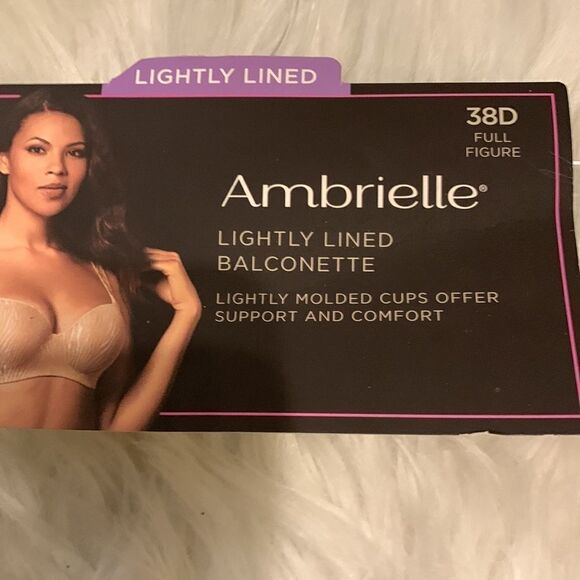 LIGHTLY LINED
38D
FULL
FIGURE
Ambrielle®
LIGHTLY LINED
BALCONETTE
LIGHTLY MOLDED CUPS OFFER
SUPPORT AND COMFORT